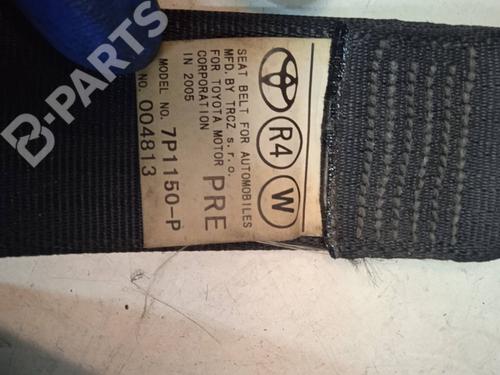 SEAT BELT FOR AUTOMOBILES
MFD. BY TRCZ s.r.o.
FOR TOYOTA MOTOR
CORPORATION
IN 2005
PRE
MODEL NO. 7P1150-P
NO. 004813
R4
W
B-PARTS